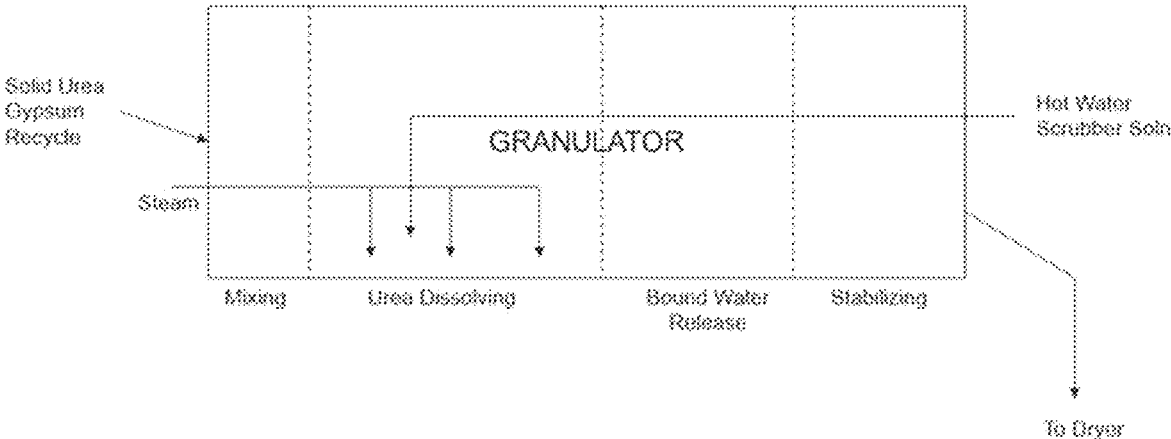 Solid Urea
Gypsum
Recycle
Hot Water
Scrubber Soln
GRANULATOR
Steam
Mixing
Urea Dissolving
Bound Water
Release
Stabilizing
To Dryer